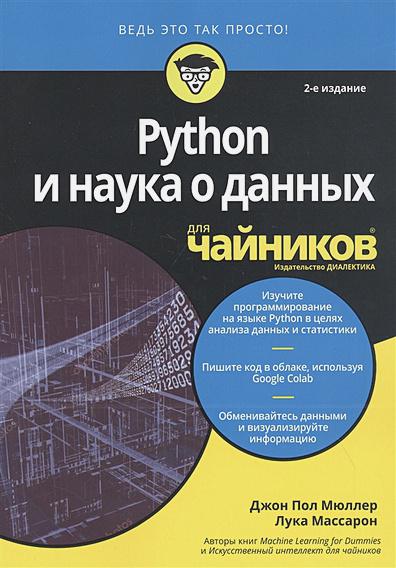 ВЕДЬ ЭТО ТАК ПРОСТО!
2-е издание
Python
и наука о данных
для
чайников®
Издательство ДИАЛЕКТИКА
Изучите
программирование
на языке Python в целях
анализа данных и статистики
Пишите код в облаке, используя
Google Colab
Обменивайтесь данными
и визуализируйте
информацию
Джон Пол Мюллер
Лука Массарон
Авторы книг Machine Learning for Dummies
и Искусственный интеллект для чайников